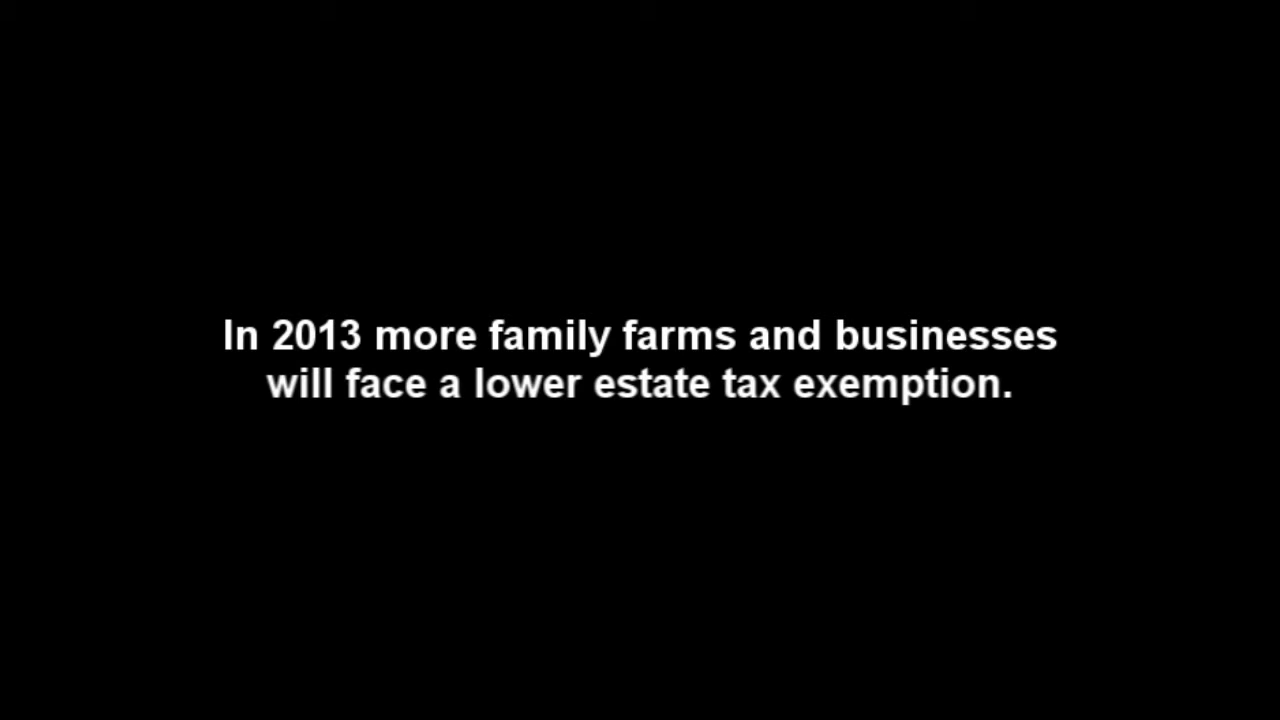 In 2013 more family farms and businesses
will face a lower estate tax exemption.